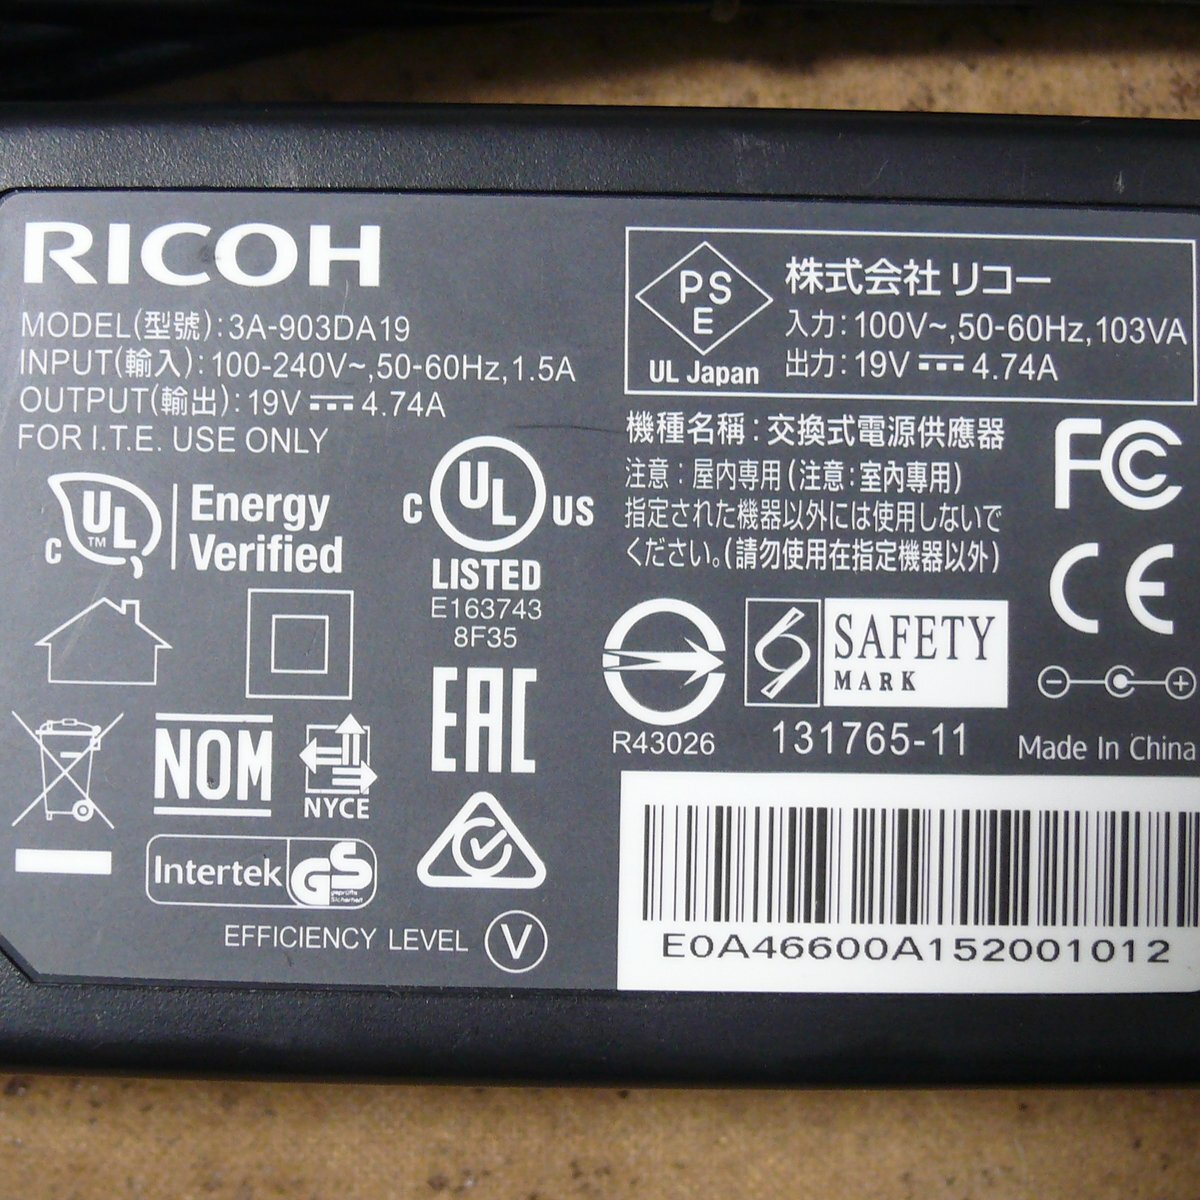 RICOH
MODEL(型號):3A-903DA19
INPUT(輸入):100-240V~,50-60Hz,1.5A
OUTPUT(輸出):19V⎓4.74A
FOR I.T.E. USE ONLY
PS
E
UL Japan
株式会社 リコー
入力:100V~,50-60Hz,103VA
出力:19V⎓4.74A
機種名稱:交換式電源供應器
注意:屋内専用(注意:室內專用)
指定された機器以外には使用しないで
ください。(請勿使用在指定機器以外)
FC
CE
c UL TM
Energy
Verified
C UL US
LISTED
E163743
8F35
EAC
R43026
SAFETY
MARK
131765-11
Made In China
NOM
NYCE
Intertek
GS
geprüfte
Sicherheit
EFFICIENCY LEVEL V
E0A46600A152001012